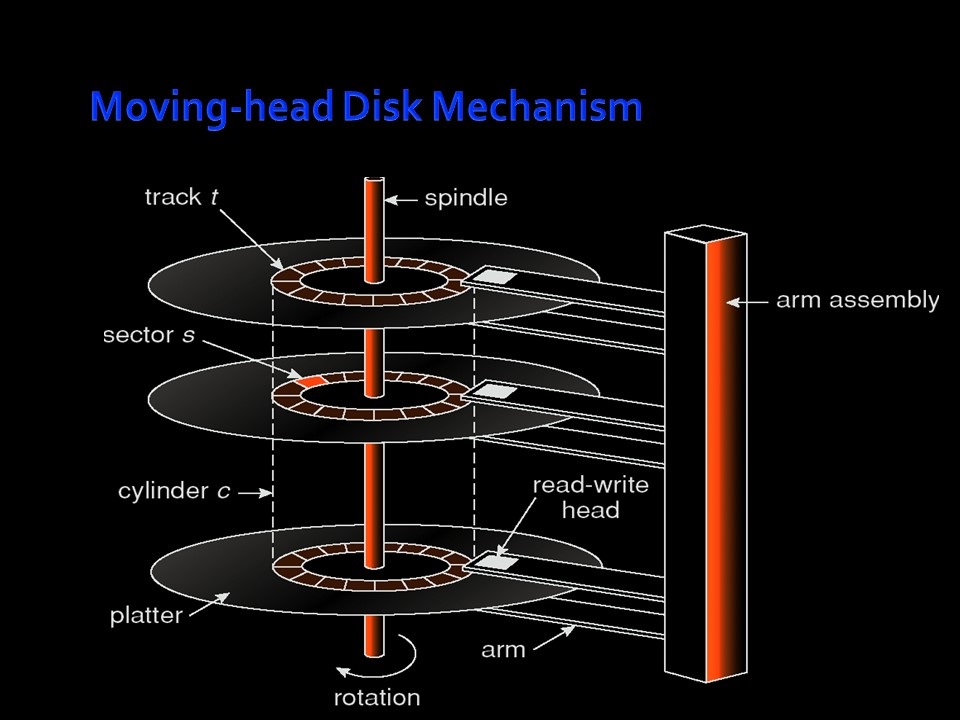 Moving-head Disk Mechanism
track t
spindle
arm assembly
sector s
cylinder c
read-write
head
platter
arm
rotation